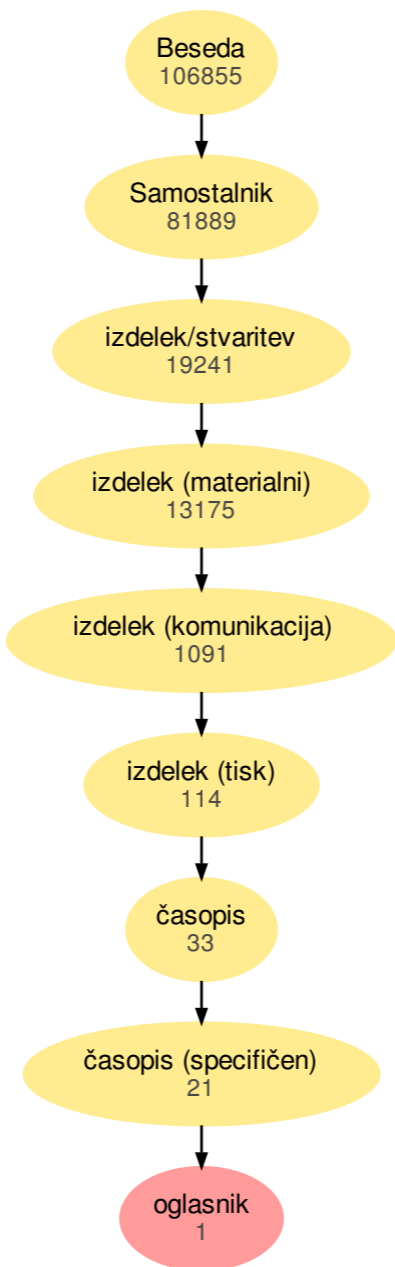 Beseda
106855
Samostalnik
81889
izdelek/stvaritev
19241
izdelek (materialni)
13175
izdelek (komunikacija)
1091
izdelek (tisk)
114
časopis
33
časopis (specifičen)
21
oglasnik
1